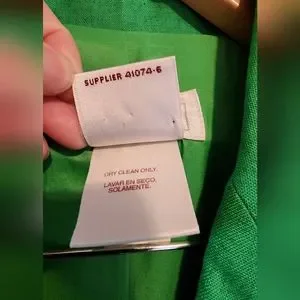 SUPPLIER 41074-6
DRY CLEAN ONLY.
LAVAR EN SECO.
SOLAMENTE.